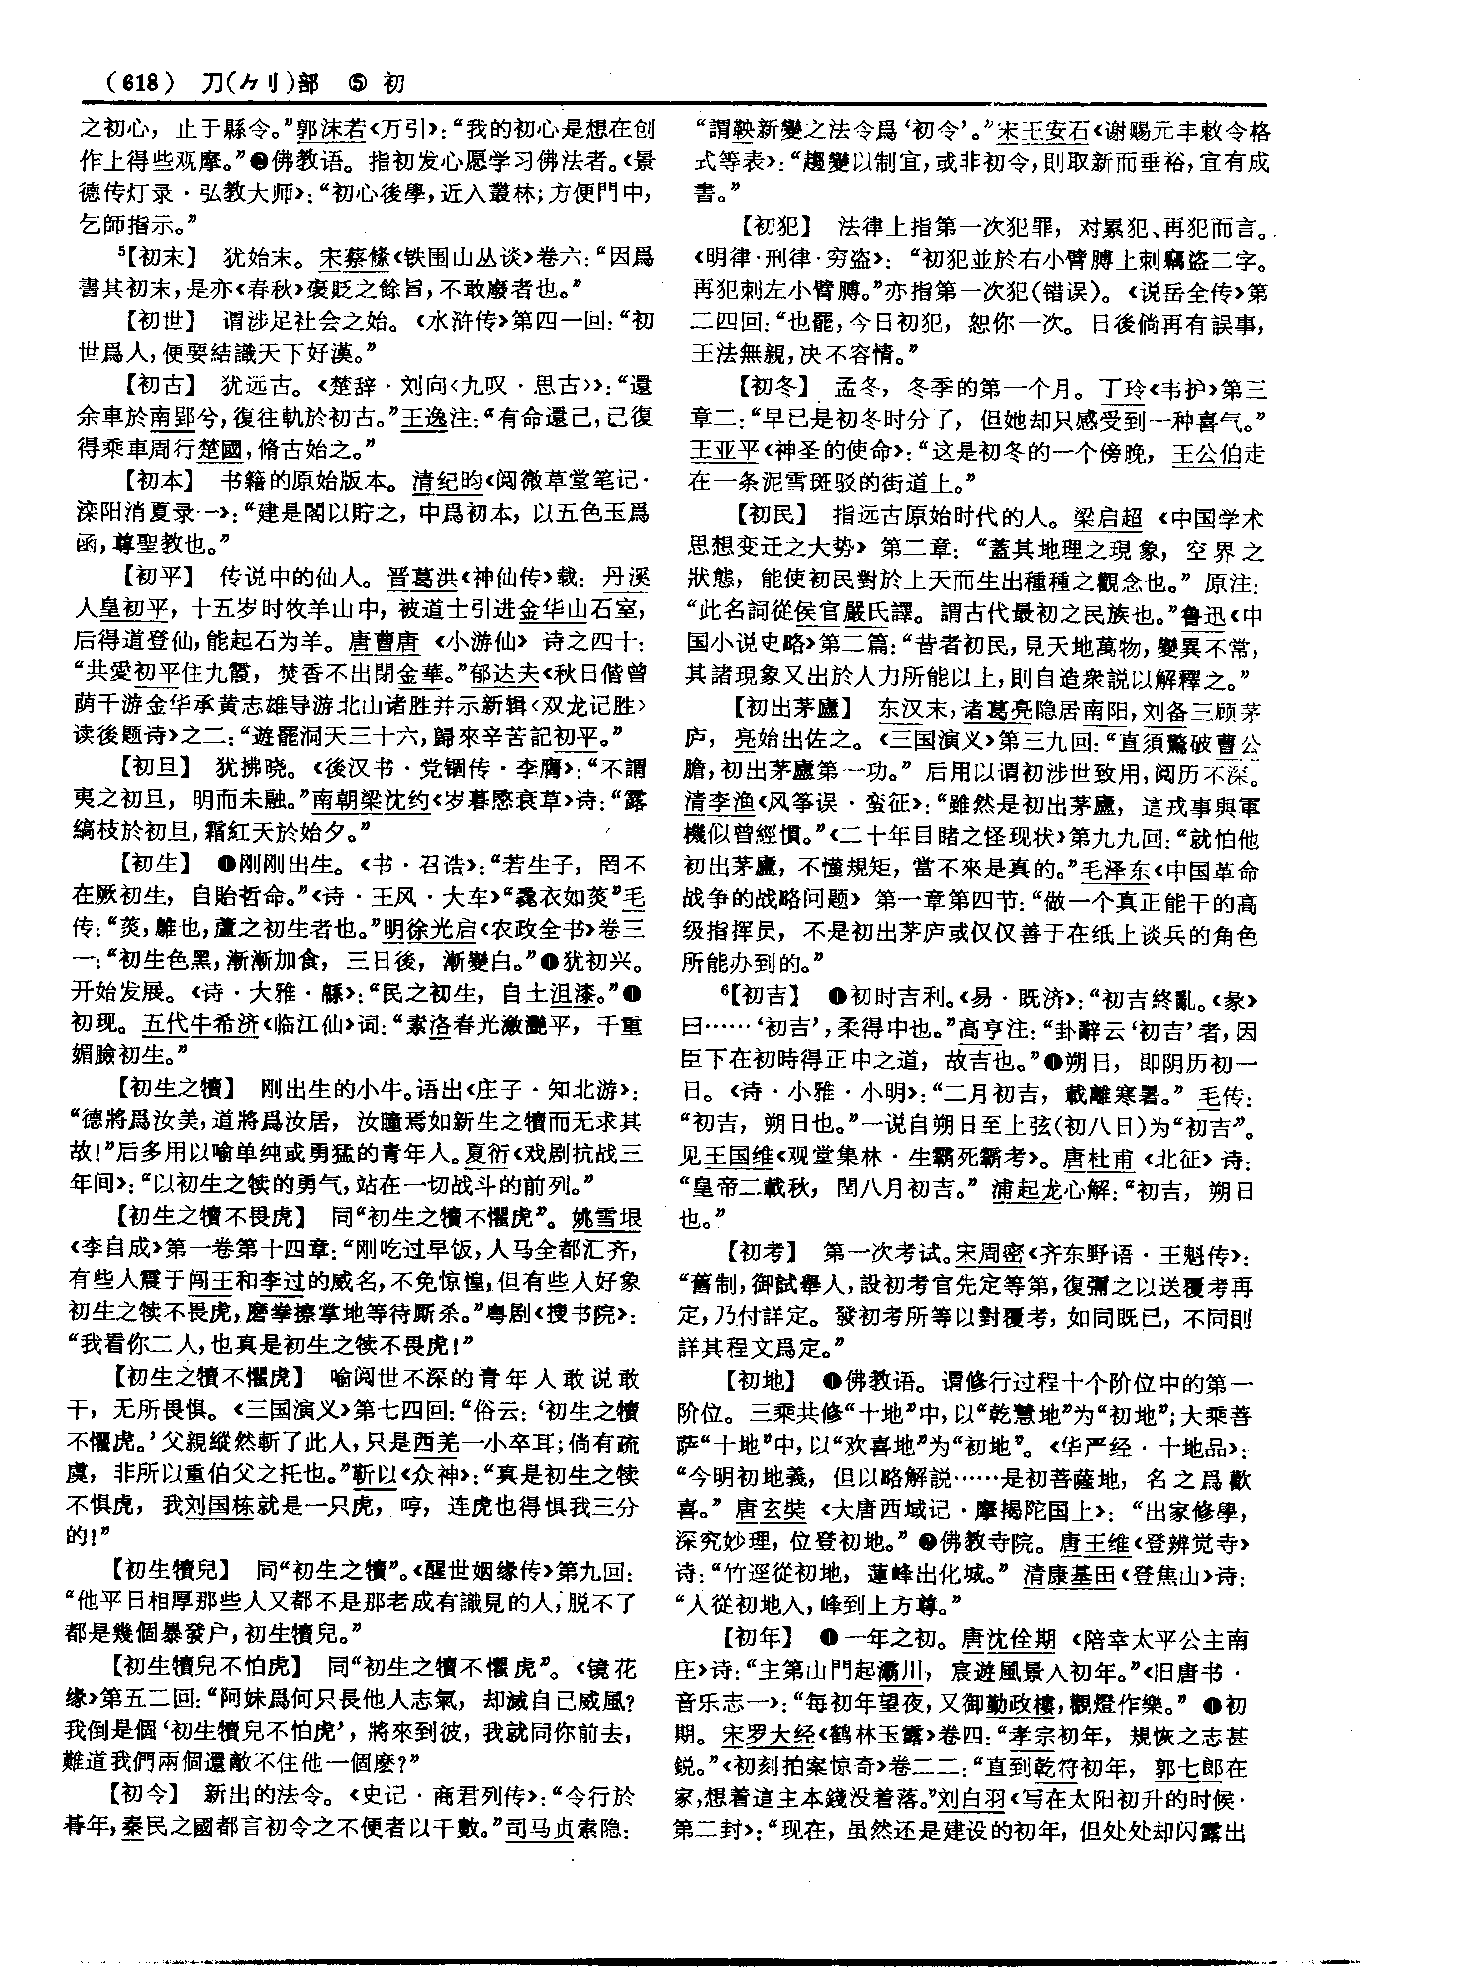 （618） 刀(⺈刂)部 ⑤ 初
之初心，止于縣令。”郭沫若《万引》：“我的初心是想在创
作上得些观摩。”❷佛教语。指初发心愿学习佛法者。《景
德传灯录·弘教大师》：“初心後學，近入叢林；方便門中，
乞師指示。”
⁵【初末】 犹始末。宋蔡絛《铁围山丛谈》卷六：“因爲
書其初末，是亦《春秋》褒貶之餘旨，不敢廢者也。”
【初世】 谓涉足社会之始。《水浒传》第四一回：“初
世爲人，便要結識天下好漢。”
【初古】 犹远古。《楚辞·刘向〈九叹·思古〉》：“還
余車於南郢兮，復往軌於初古。”王逸注：“有命還己，己復
得乘車周行楚國，脩古始之。”
【初本】 书籍的原始版本。清纪昀《阅微草堂笔记·
滦阳消夏录一》：“建是閣以貯之，中爲初本，以五色玉爲
函，尊聖教也。”
【初平】 传说中的仙人。晋葛洪《神仙传》载：丹溪
人皇初平，十五岁时牧羊山中，被道士引进金华山石室，
后得道登仙，能起石为羊。唐曹唐《小游仙》诗之四十：
“共愛初平住九霞，焚香不出閉金華。”郁达夫《秋日偕曾
荫千游金华承黄志雄导游北山诸胜并示新辑〈双龙记胜〉
读後题诗》之二：“遊罷洞天三十六，歸來辛苦記初平。”
【初旦】 犹拂晓。《後汉书·党锢传·李膺》：“不謂
夷之初旦，明而未融。”南朝梁沈约《岁暮愍衰草》诗：“露
縞枝於初旦，霜紅天於始夕。”
【初生】 ❶刚刚出生。《书·召诰》：“若生子，罔不
在厥初生，自貽哲命。”《诗·王风·大车》“毳衣如菼”毛
传：“菼，鵻也，蘆之初生者也。”明徐光启《农政全书》卷三
一：“初生色黑，漸漸加食，三日後，漸變白。”❷犹初兴。
开始发展。《诗·大雅·緜》：“民之初生，自土沮漆。”❸
初现。五代牛希济《临江仙》词：“素洛春光瀲灧平，千重
媚臉初生。”
【初生之犢】 刚出生的小牛。语出《庄子·知北游》：
“德將爲汝美，道將爲汝居，汝瞳焉如新生之犢而无求其
故！”后多用以喻单纯或勇猛的青年人。夏衍《戏剧抗战三
年间》：“以初生之犊的勇气，站在一切战斗的前列。”
【初生之犢不畏虎】 同“初生之犢不懼虎”。姚雪垠
《李自成》第一卷第十四章：“刚吃过早饭，人马全都汇齐，
有些人震于闯王和李过的威名，不免惊惶，但有些人好象
初生之犊不畏虎，磨拳擦掌地等待厮杀。”粤剧《搜书院》：
“我看你二人，也真是初生之犊不畏虎！”
【初生之犢不懼虎】 喻阅世不深的青年人敢说敢
干，无所畏惧。《三国演义》第七四回：“俗云：‘初生之犢
不懼虎。’父親縱然斬了此人，只是西羌一小卒耳；倘有疏
虞，非所以重伯父之托也。”靳以《众神》：“真是初生之犊
不惧虎，我刘国栋就是一只虎，哼，连虎也得惧我三分
的！”
【初生犢兒】 同“初生之犢”。《醒世姻缘传》第九回：
“他平日相厚那些人又都不是那老成有識見的人，脱不了
都是幾個暴發户，初生犢兒。”
【初生犢兒不怕虎】 同“初生之犢不懼虎”。《镜花
缘》第五二回：“阿妹爲何只長他人志氣，却滅自己威風？
我倒是個‘初生犢兒不怕虎’，將來到彼，我就同你前去，
難道我們兩個還敵不住他一個麽？”
【初令】 新出的法令。《史记·商君列传》：“令行於
朞年，秦民之國都言初令之不便者以千數。”司马贞索隐：
“謂鞅新變之法令爲‘初令’。”宋王安石《谢赐元丰敕令格
式等表》：“趨變以制宜，或非初令，則取新而垂裕，宜有成
書。”
【初犯】 法律上指第一次犯罪，对累犯、再犯而言。
《明律·刑律·穷盗》：“初犯並於右小臂膊上刺竊盜二字。
再犯刺左小臂膊。”亦指第一次犯(错误)。《说岳全传》第
二四回：“也罷，今日初犯，恕你一次。日後倘再有誤事，
王法無親，决不容情。”
【初冬】 孟冬，冬季的第一个月。丁玲《韦护》第三
章二：“早已是初冬时分了，但她却只感受到一种喜气。”
王亚平《神圣的使命》：“这是初冬的一个傍晚，王公伯走
在一条泥雪斑驳的街道上。”
【初民】 指远古原始时代的人。梁启超《中国学术
思想变迁之大势》第二章：“蓋其地理之現象，空界之
狀態，能使初民對於上天而生出種種之觀念也。”原注：
“此名詞從侯官嚴氏譯。謂古代最初之民族也。”鲁迅《中
国小说史略》第二篇：“昔者初民，見天地萬物，變異不常，
其諸現象又出於人力所能以上，則自造衆説以解釋之。”
【初出茅廬】 东汉末，诸葛亮隐居南阳，刘备三顾茅
庐，亮始出佐之。《三国演义》第三九回：“直須驚破曹公
膽，初出茅廬第一功。”后用以谓初涉世致用，阅历不深。
清李渔《风筝误·蛮征》：“雖然是初出茅廬，這戎事與軍
機似曾經慣。”《二十年目睹之怪现状》第九九回：“就怕他
初出茅廬，不懂規矩，當不來是真的。”毛泽东《中国革命
战争的战略问题》第一章第四节：“做一个真正能干的高
级指挥员，不是初出茅庐或仅仅善于在纸上谈兵的角色
所能办到的。”
⁶【初吉】 ❶初时吉利。《易·既济》：“初吉終亂。《彖》
曰……‘初吉’，柔得中也。”高亨注：“卦辭云‘初吉’者，因
臣下在初時得正中之道，故吉也。”❷朔日，即阴历初一
日。《诗·小雅·小明》：“二月初吉，載離寒暑。”毛传：
“初吉，朔日也。”一说自朔日至上弦(初八日)为“初吉”。
见王国维《观堂集林·生霸死霸考》。唐杜甫《北征》诗：
“皇帝二載秋，閏八月初吉。”浦起龙心解：“初吉，朔日
也。”
【初考】 第一次考试。宋周密《齐东野语·王魁传》：
“舊制，御試舉人，設初考官先定等第，復彌之以送覆考再
定，乃付詳定。發初考所等以對覆考，如同既已，不同則
詳其程文爲定。”
【初地】 ❶佛教语。谓修行过程十个阶位中的第一
阶位。三乘共修“十地”中，以“乾慧地”为“初地”；大乘菩
萨“十地”中，以“欢喜地”为“初地”。《华严经·十地品》：
“今明初地義，但以略解説……是初菩薩地，名之爲歡
喜。”唐玄奘《大唐西域记·摩揭陀国上》：“出家修學，
深究妙理，位登初地。”❷佛教寺院。唐王维《登辨觉寺》
诗：“竹逕從初地，蓮峰出化城。”清康基田《登焦山》诗：
“人從初地入，峰到上方尊。”
【初年】 ❶一年之初。唐沈佺期《陪幸太平公主南
庄》诗：“主第山門起灞川，宸遊風景入初年。”《旧唐书·
音乐志一》：“每初年望夜，又御勤政樓，觀燈作樂。”❷初
期。宋罗大经《鹤林玉露》卷四：“孝宗初年，規恢之志甚
鋭。”《初刻拍案惊奇》卷二二：“直到乾符初年，郭七郎在
家，想着這主本錢没着落。”刘白羽《写在太阳初升的时候·
第二封》：“现在，虽然还是建设的初年，但处处却闪露出